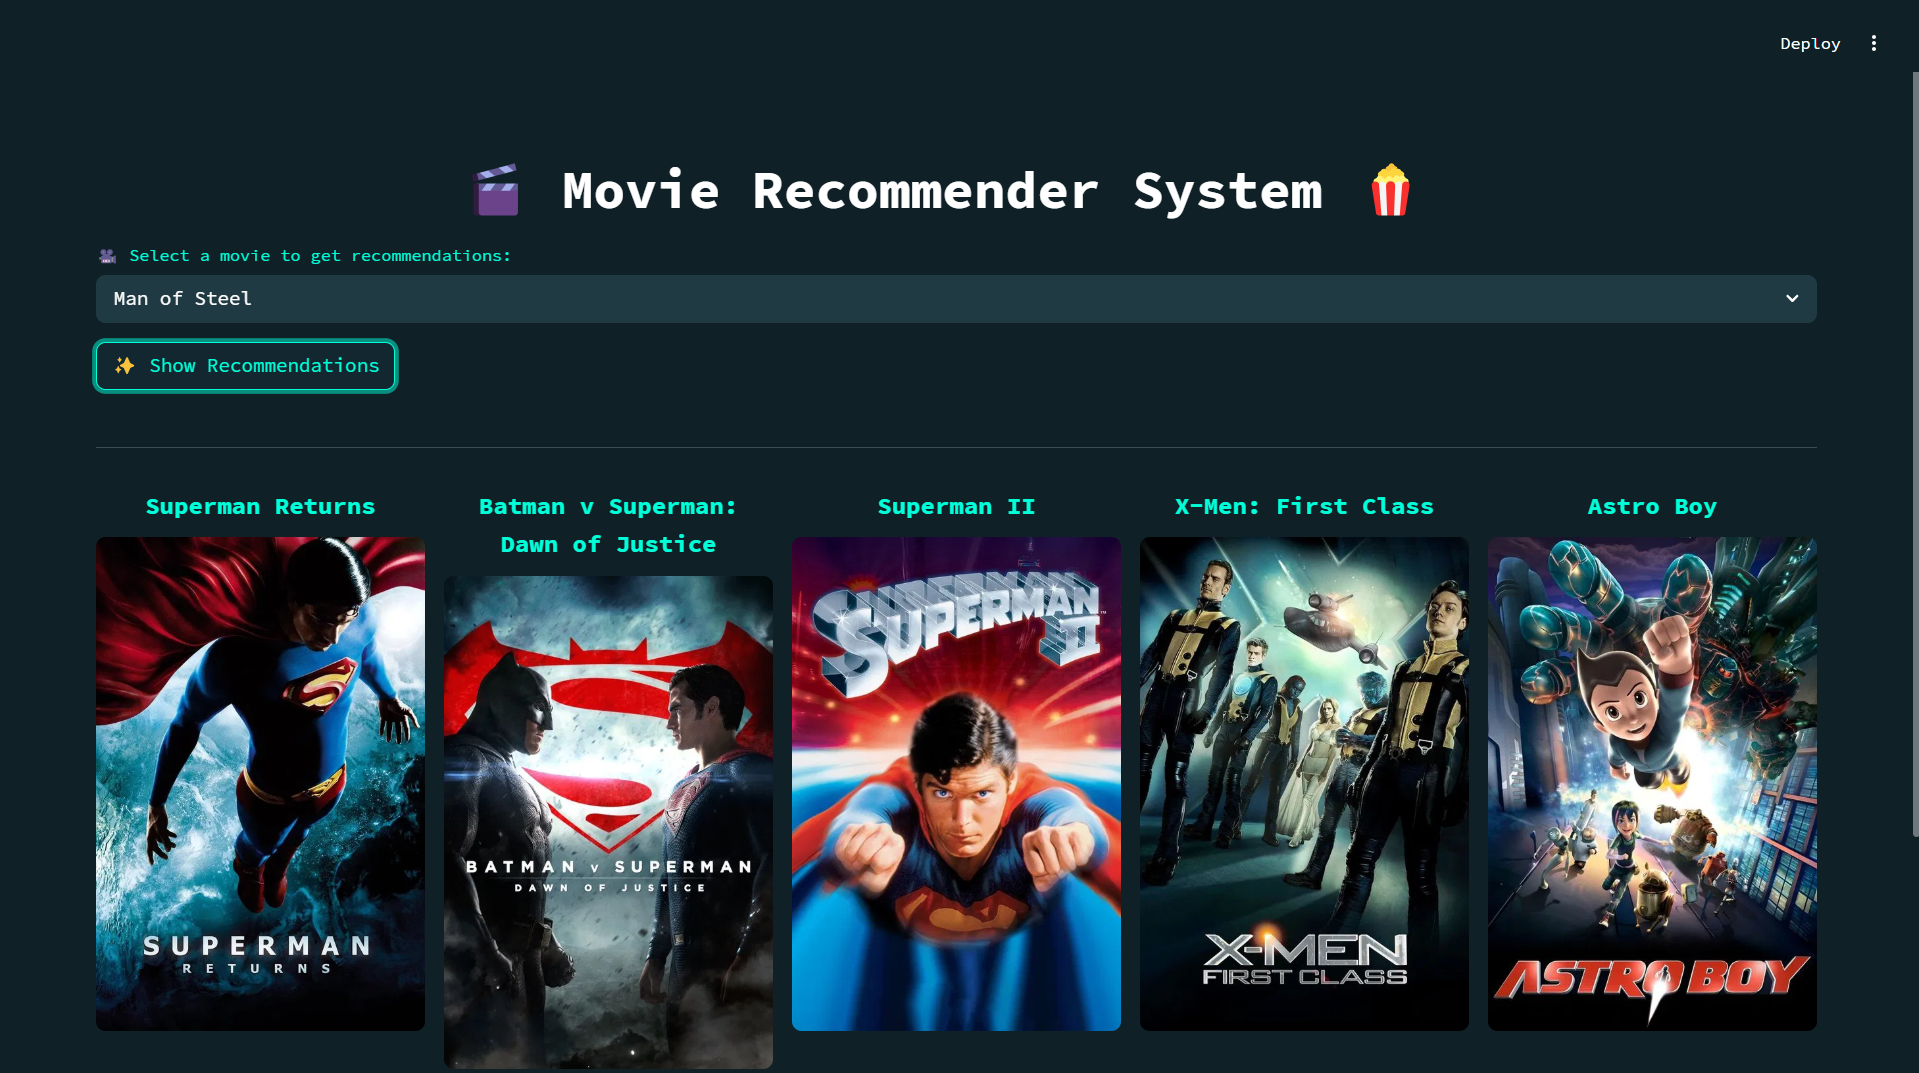 Deploy
Movie Recommender System
Select a movie to get recommendations:
Man of Steel
Show Recommendations
Superman Returns
Batman v Superman:
Dawn of Justice
Superman II
X-Men: First Class
Astro Boy
SUPERMAN
RETURNS
BATMAN v SUPERMAN
DAWN OF JUSTICE
SUPERMAN
II
X-MEN
FIRST CLASS
ASTRO BOY